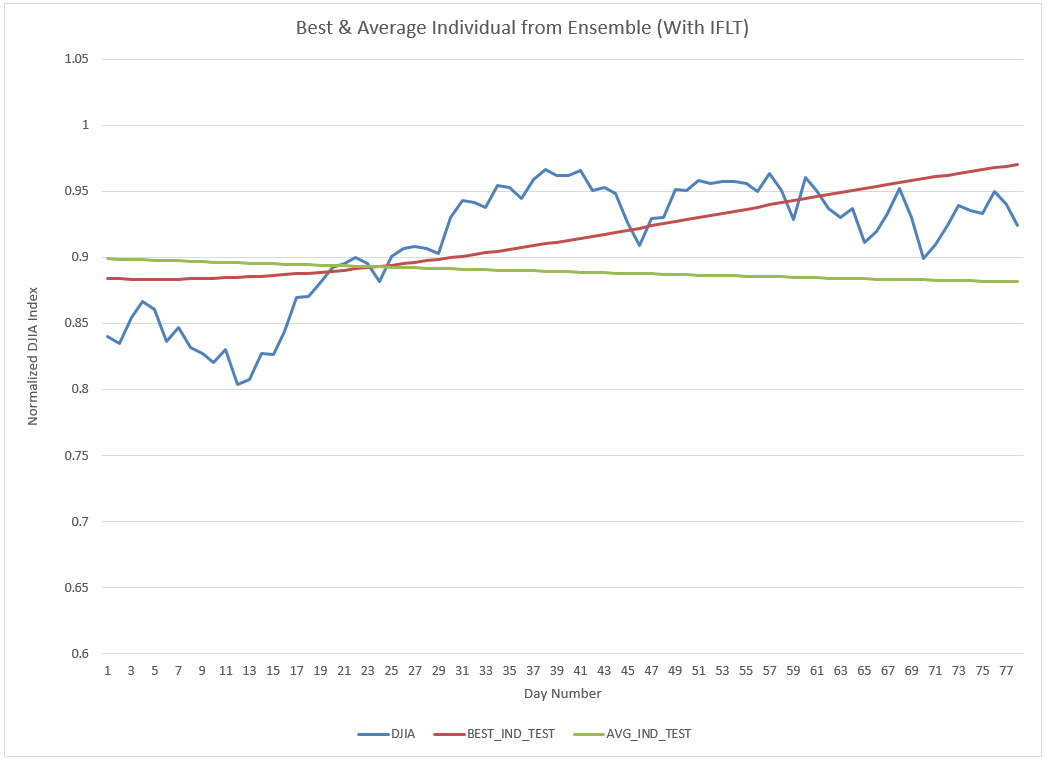 Best & Average Individual from Ensemble (With IFLT)
1.05
1
0.95
0.9
0.85
0.8
0.75
0.7
0.65
0.6
Normalized DJIA Index
1 3 5 7 9 11 13 15 17 19 21 23 25 27 29 31 33 35 37 39 41 43 45 47 49 51 53 55 57 59 61 63 65 67 69 71 73 75 77
Day Number
DJIA BEST_IND_TEST AVG_IND_TEST